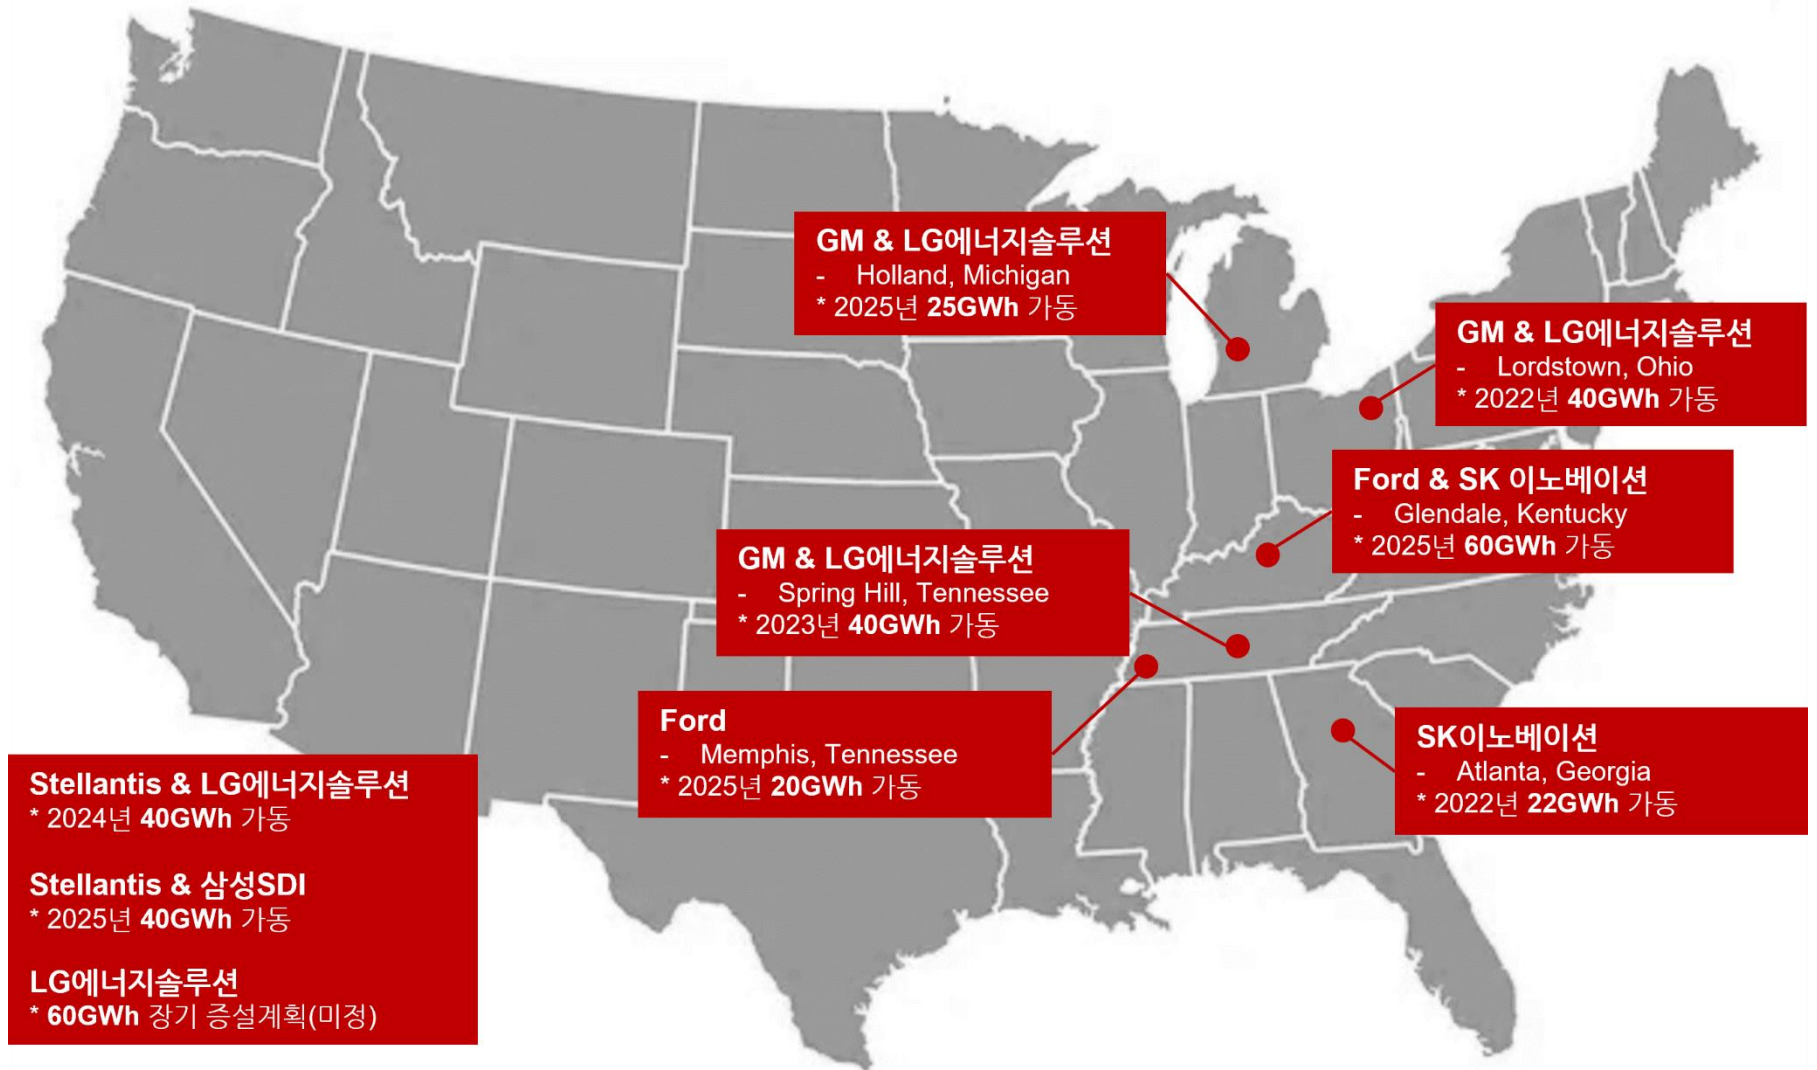 GM & LG에너지솔루션
- Holland, Michigan
* 2025년 25GWh 가동
GM & LG에너지솔루션
- Lordstown, Ohio
* 2022년 40GWh 가동
Ford & SK 이노베이션
- Glendale, Kentucky
* 2025년 60GWh 가동
GM & LG에너지솔루션
- Spring Hill, Tennessee
* 2023년 40GWh 가동
Ford
- Memphis, Tennessee
* 2025년 20GWh 가동
SK이노베이션
- Atlanta, Georgia
* 2022년 22GWh 가동
Stellantis & LG에너지솔루션
* 2024년 40GWh 가동
Stellantis & 삼성SDI
* 2025년 40GWh 가동
LG에너지솔루션
* 60GWh 장기 증설계획(미정)